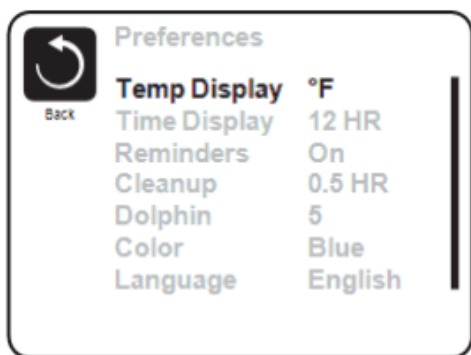 Preferences
Back
Temp Display °F
Time Display 12 HR
Reminders On
Cleanup 0.5 HR
Dolphin 5
Color Blue
Language English